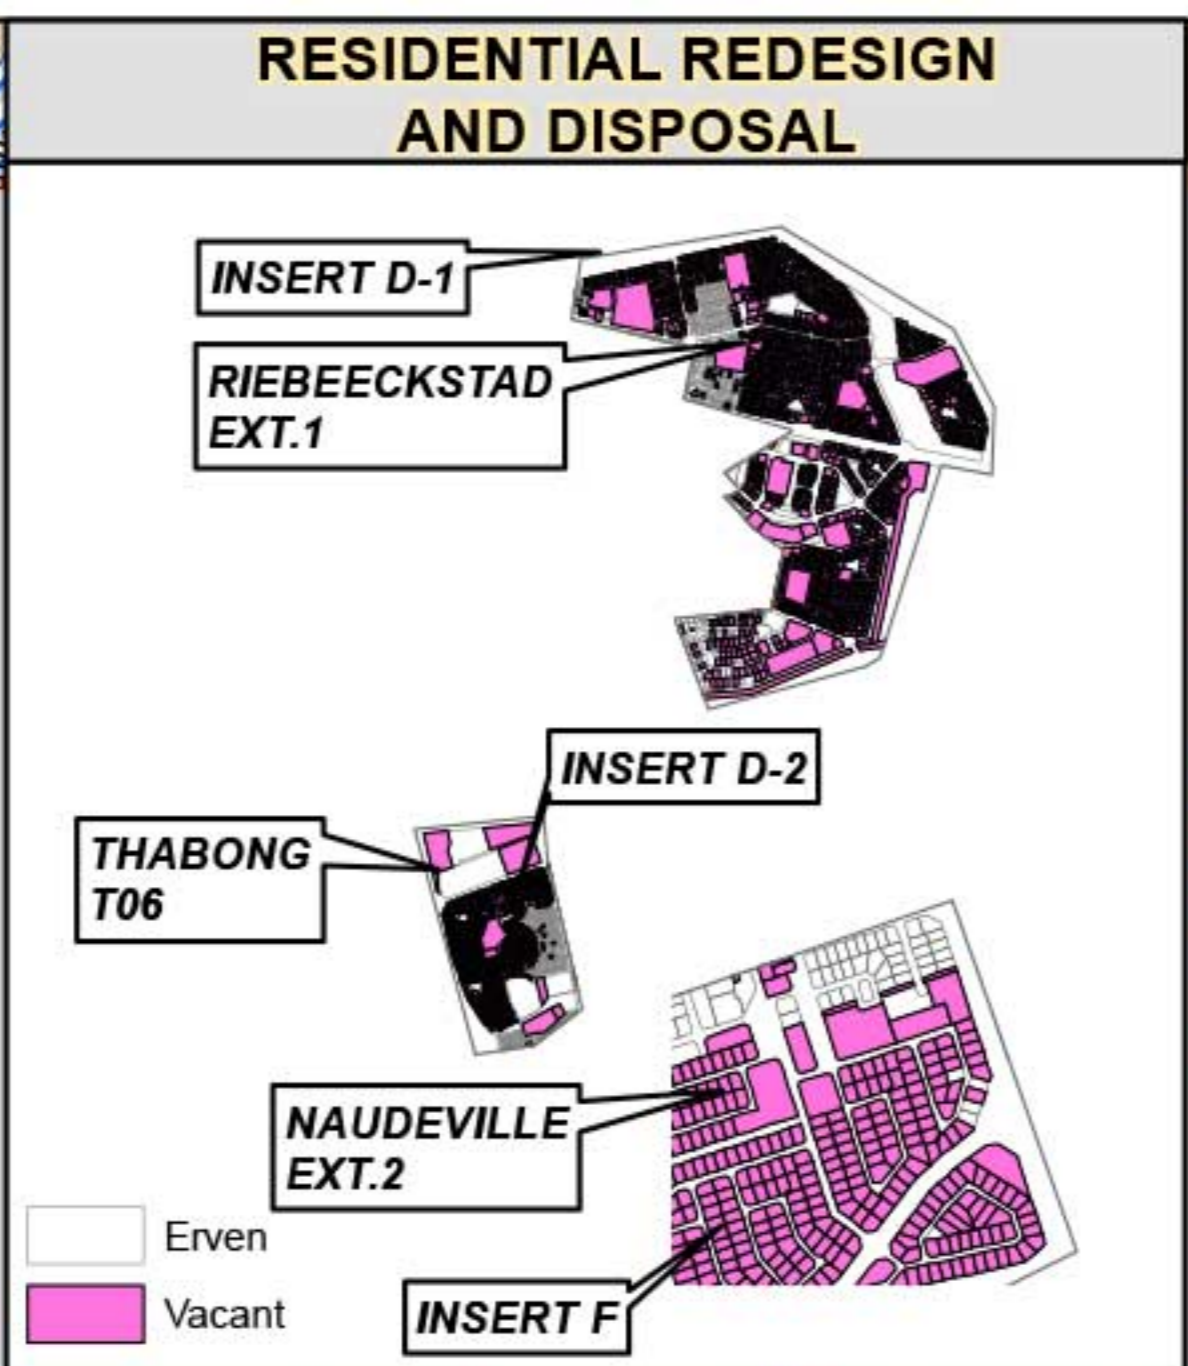 RESIDENTIAL REDESIGN
AND DISPOSAL
INSERT D-1
RIEBEECKSTAD
EXT.1
INSERT D-2
THABONG
T06
NAUDEVILLE
EXT.2
Erven
Vacant
INSERT F